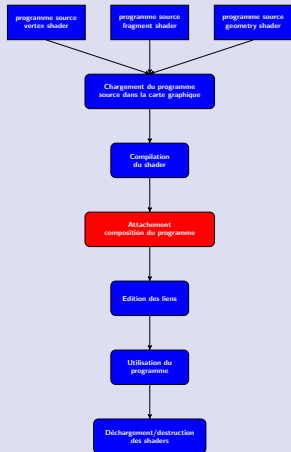 programme source
vertex shader
programme source
fragment shader
programme source
geometry shader
Chargement du programme
source dans la carte graphique
Compilation
du shader
Attachement
composition du programme
Edition des liens
Utilisation du
programme
Déchargement/destruction
des shaders